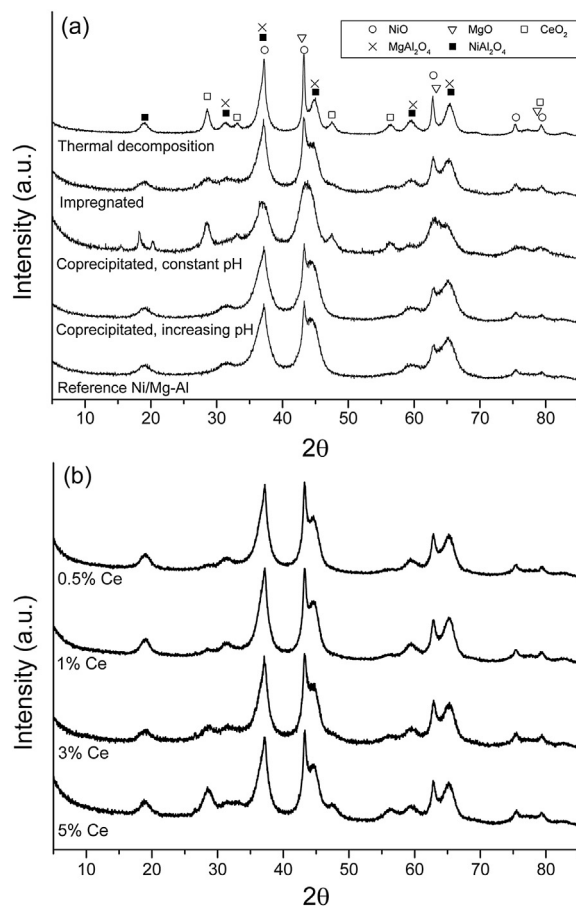 (a)
NiO MgO CeO₂
MgAl₂O₄ NiAl₂O₄
Thermal decomposition
Impregnated
Coprecipitated, constant pH
Coprecipitated, increasing pH
Reference Ni/Mg-Al
Intensity (a.u.)
10 20 30 40 50 60 70 80
2θ
(b)
0.5% Ce
1% Ce
3% Ce
5% Ce
Intensity (a.u.)
10 20 30 40 50 60 70 80
2θ